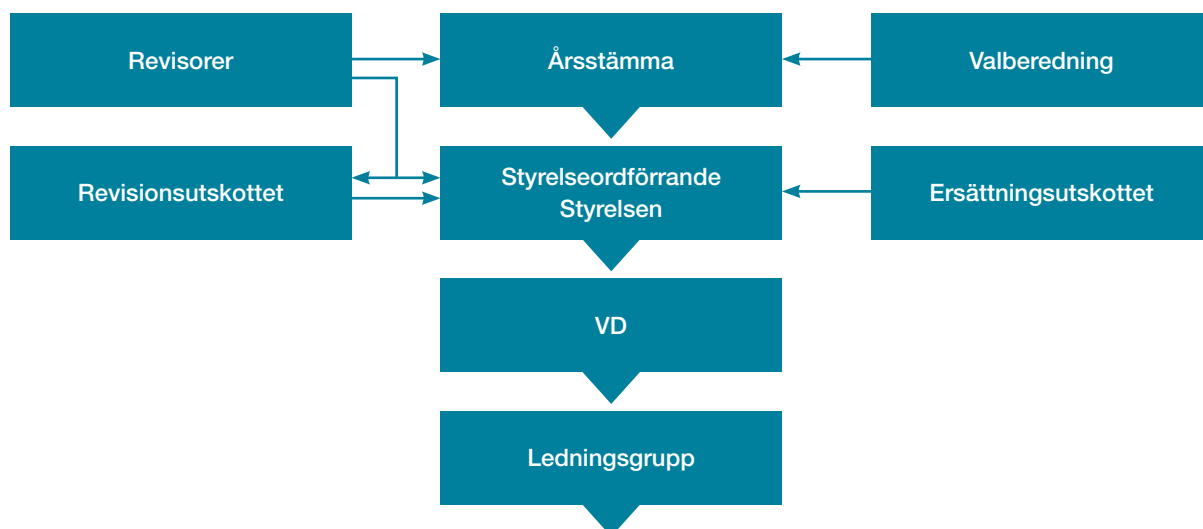 Revisorer
Årsstämma
Valberedning
Revisionsutskottet
Styrelseordförrande
Styrelsen
Ersättningsutskottet
VD
Ledningsgrupp